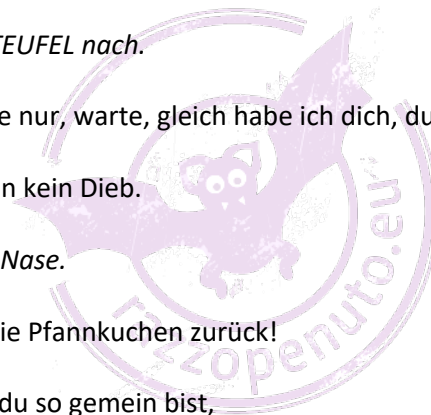 TEUFEL nach.
e nur, warte, gleich habe ich dich, du
n kein Dieb.
Nase.
ie Pfannkuchen zurück!
du so gemein bist,
razzopenuto.eu